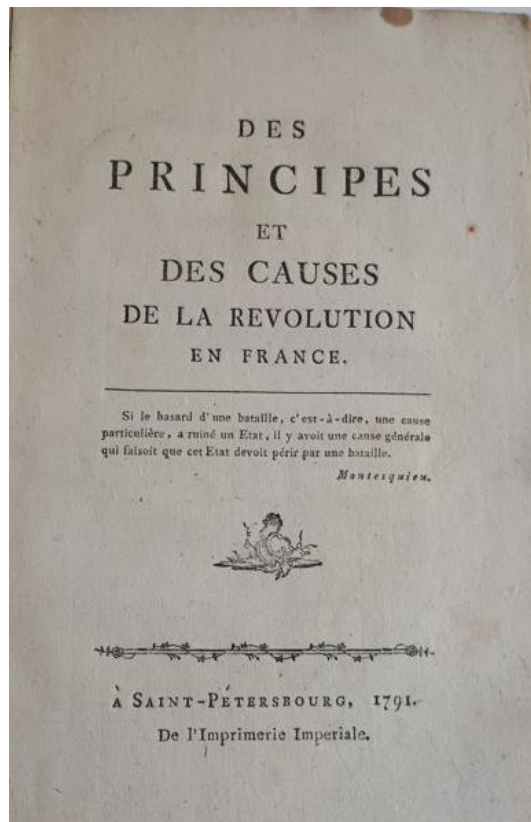 DES
PRINCIPES
ET
DES CAUSES
DE LA REVOLUTION
EN FRANCE.
Si le hasard d'une bataille, c'est-à-dire, une cause
particulière, a ruiné un Etat, il y avoit une cause générale
qui faisoit que cet Etat devoit périr par une bataille.
Montesquieu.
À SAINT-PÉTERSBOURG, 1791.
De l'Imprimerie Imperiale.